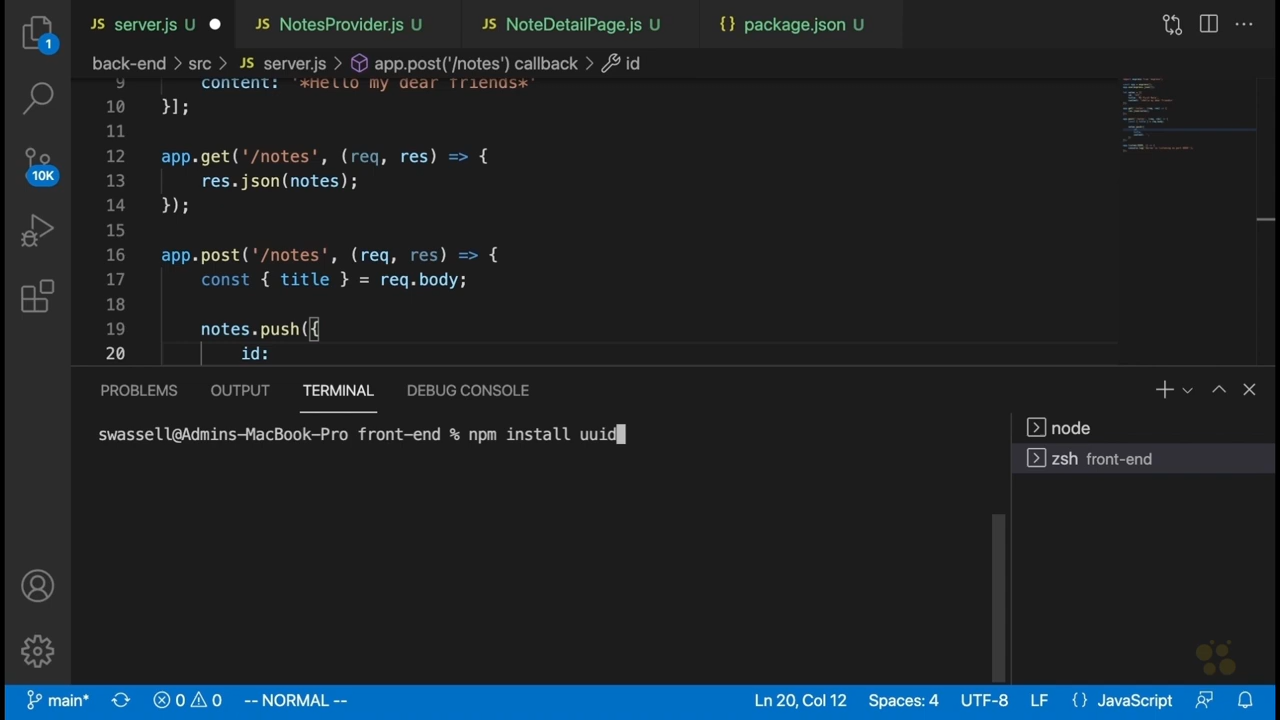 1
JS server.js U
JS NotesProvider.js U
JS NoteDetailPage.js U
{} package.json U
back-end > src > JS server.js > app.post('/notes') callback > id
9 content: '*Hello my dear friends*'
10 }];
11
12 app.get('/notes', (req, res) => {
13 res.json(notes);
14 });
15
16 app.post('/notes', (req, res) => {
17 const { title } = req.body;
18
19 notes.push({
20 id:
10K
PROBLEMS OUTPUT TERMINAL DEBUG CONSOLE
swassell@Admins-MacBook-Pro front-end % npm install uuid
node
zsh front-end
main* 0 0 -- NORMAL -- Ln 20, Col 12 Spaces: 4 UTF-8 LF {} JavaScript